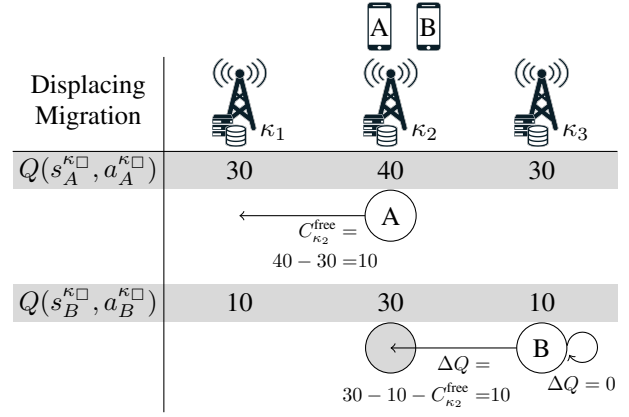 A B
Displacing
Migration
κ₁ κ₂ κ₃
Q(s_A^{κ□}, a_A^{κ□}) 30 40 30
A
C_{κ₂}^{free} =
40 − 30 =10
Q(s_B^{κ□}, a_B^{κ□}) 10 30 10
B
ΔQ =
ΔQ = 0
30 − 10 − C_{κ₂}^{free} =10